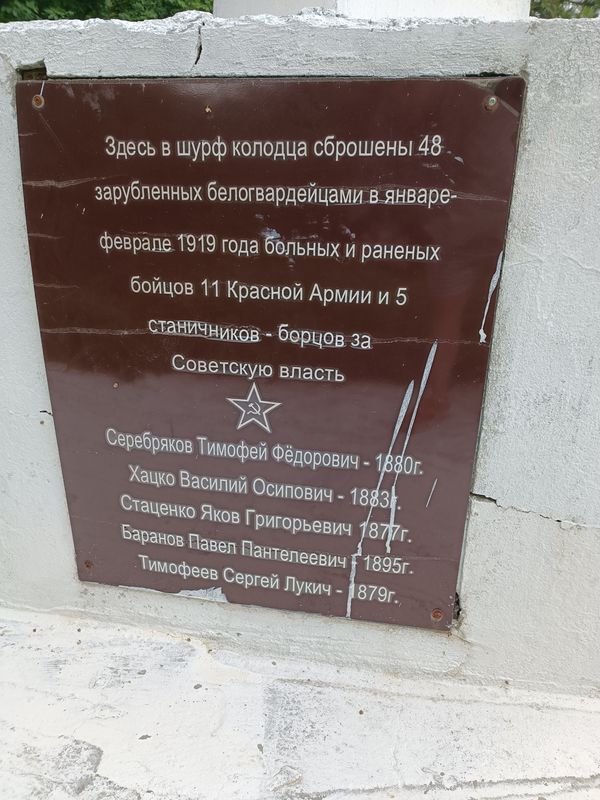 Здесь в шурф колодца сброшены 48
зарубленных белогвардейцами в январе-
феврале 1919 года больных и раненых
бойцов 11 Красной Армии и 5
станичников - борцов за
Советскую власть
Серебряков Тимофей Фёдорович - 1880г.
Хацко Василий Осипович - 1883г.
Стаценко Яков Григорьевич 1877г.
Баранов Павел Пантелеевич - 1895г.
Тимофеев Сергей Лукич - 1879г.